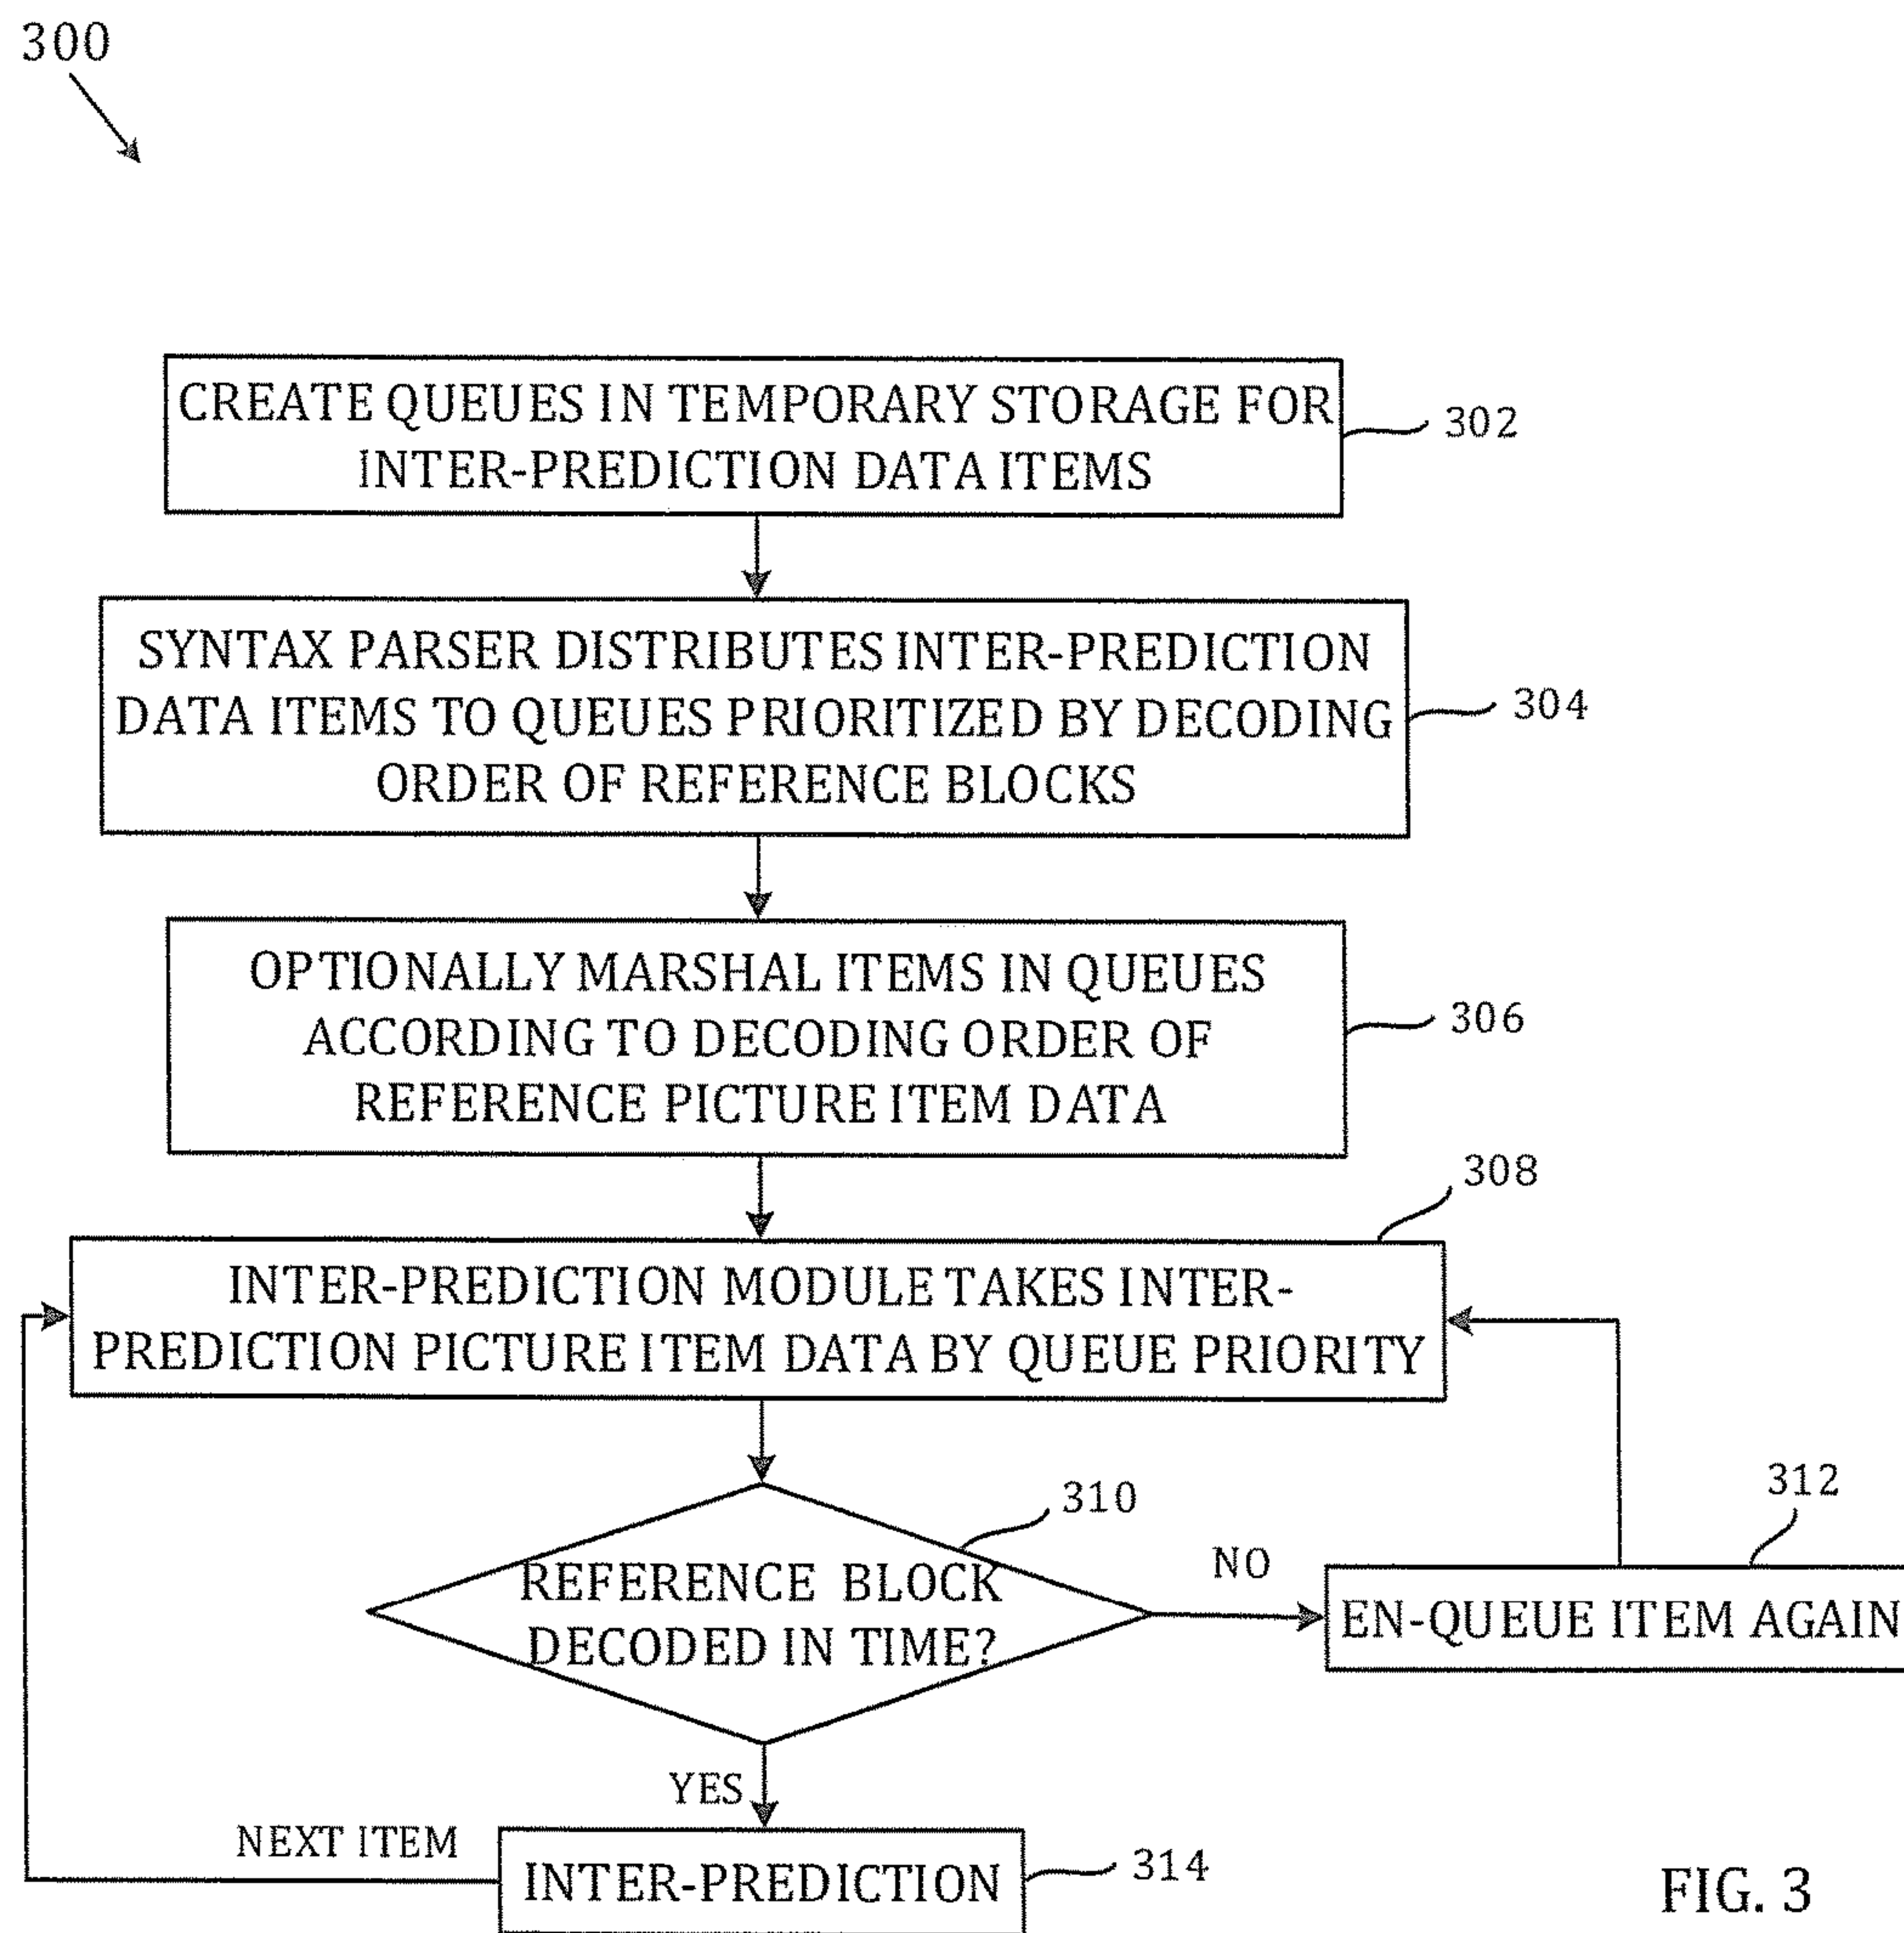 300
CREATE QUEUES IN TEMPORARY STORAGE FOR
INTER-PREDICTION DATA ITEMS
302
SYNTAX PARSER DISTRIBUTES INTER-PREDICTION
DATA ITEMS TO QUEUES PRIORITIZED BY DECODING
ORDER OF REFERENCE BLOCKS
304
OPTIONALLY MARSHAL ITEMS IN QUEUES
ACCORDING TO DECODING ORDER OF
REFERENCE PICTURE ITEM DATA
306
308
INTER-PREDICTION MODULE TAKES INTER-
PREDICTION PICTURE ITEM DATA BY QUEUE PRIORITY
310
REFERENCE BLOCK
DECODED IN TIME?
NO
312
EN-QUEUE ITEM AGAIN
YES
NEXT ITEM
INTER-PREDICTION
314
FIG. 3